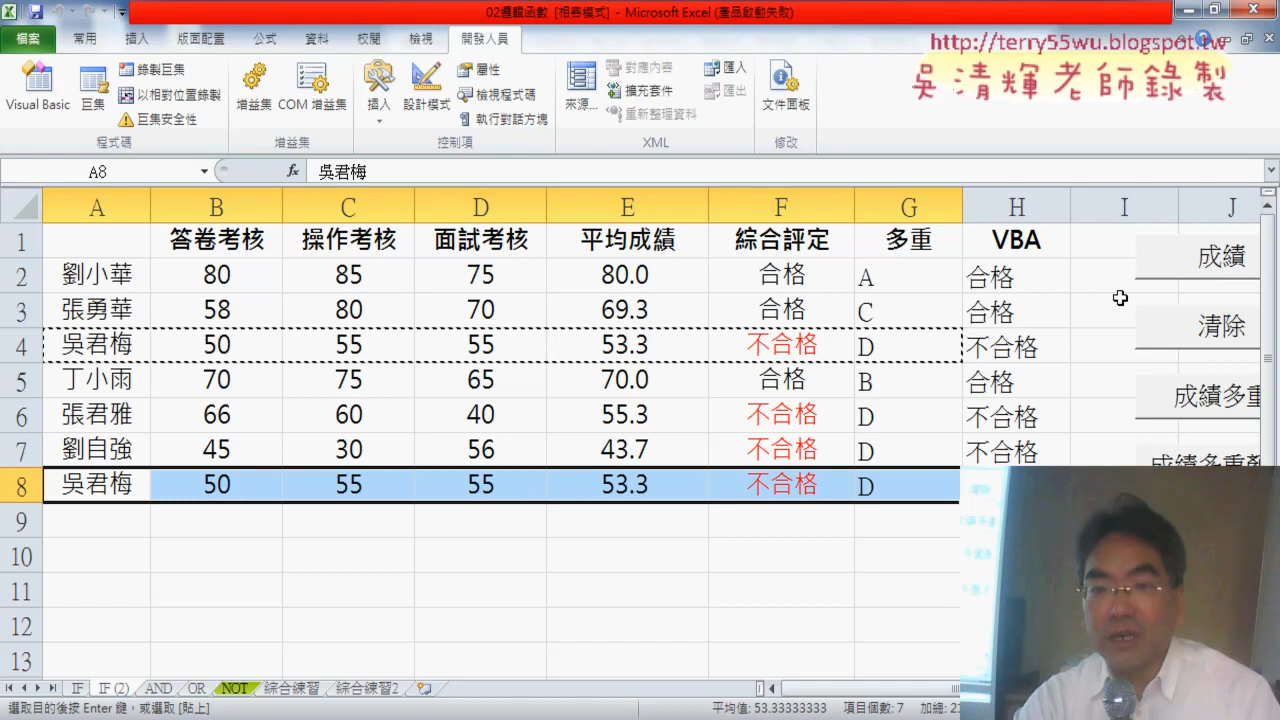 02邏輯函數 [相容模式] - Microsoft Excel (產品啟動失敗)
檔案 常用 插入 版面配置 公式 資料 校閱 檢視 開發人員
http://terry55wu.blogspot.tw
吳清輝老師錄製
Visual Basic 巨集 錄製巨集 以相對位置錄製 巨集安全性
增益集 COM 增益集
插入 設計模式 屬性 檢視程式碼 執行對話方塊
來源... 對應內容 擴充套件 重新整理資料 匯入 匯出
文件面板
程式碼 增益集 控制項 XML 修改
A8 fx 吳君梅
A B C D E F G H I J
1 答卷考核 操作考核 面試考核 平均成績 綜合評定 多重 VBA
2 劉小華 80 85 75 80.0 合格 A 合格 成績
3 張勇華 58 80 70 69.3 合格 C 合格 清除
4 吳君梅 50 55 55 53.3 不合格 D 不合格
5 丁小雨 70 75 65 70.0 合格 B 合格 成績多重
6 張君雅 66 60 40 55.3 不合格 D 不合格
7 劉自強 45 30 56 43.7 不合格 D 不合格
8 吳君梅 50 55 55 53.3 不合格 D
9
10
11
12
13
IF IF (2) AND OR NOT 綜合練習 綜合練習2
選取目的後按 Enter 鍵，或選取 [貼上] 平均值: 53.33333333 項目個數: 7 加總: